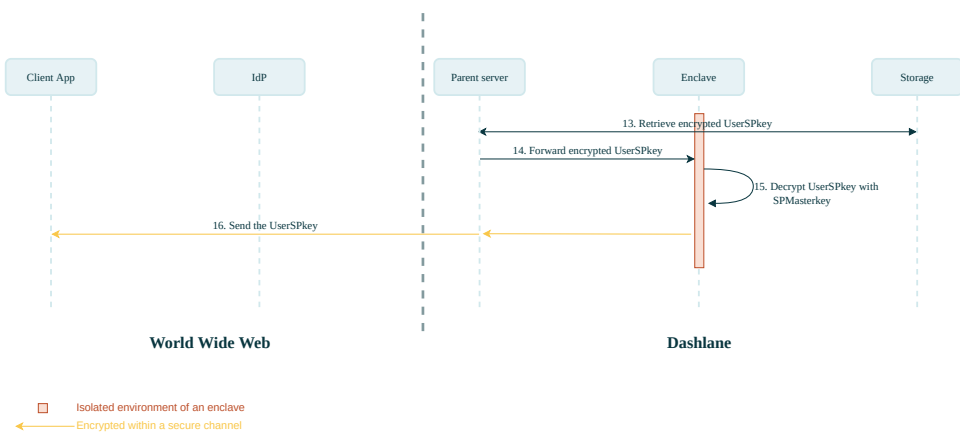 Client App
IdP
Parent server
Enclave
Storage
13. Retrieve encrypted UserSPkey
14. Forward encrypted UserSPkey
15. Decrypt UserSPkey with
SPMasterkey
16. Send the UserSPkey
World Wide Web
Dashlane
Isolated environment of an enclave
Encrypted within a secure channel